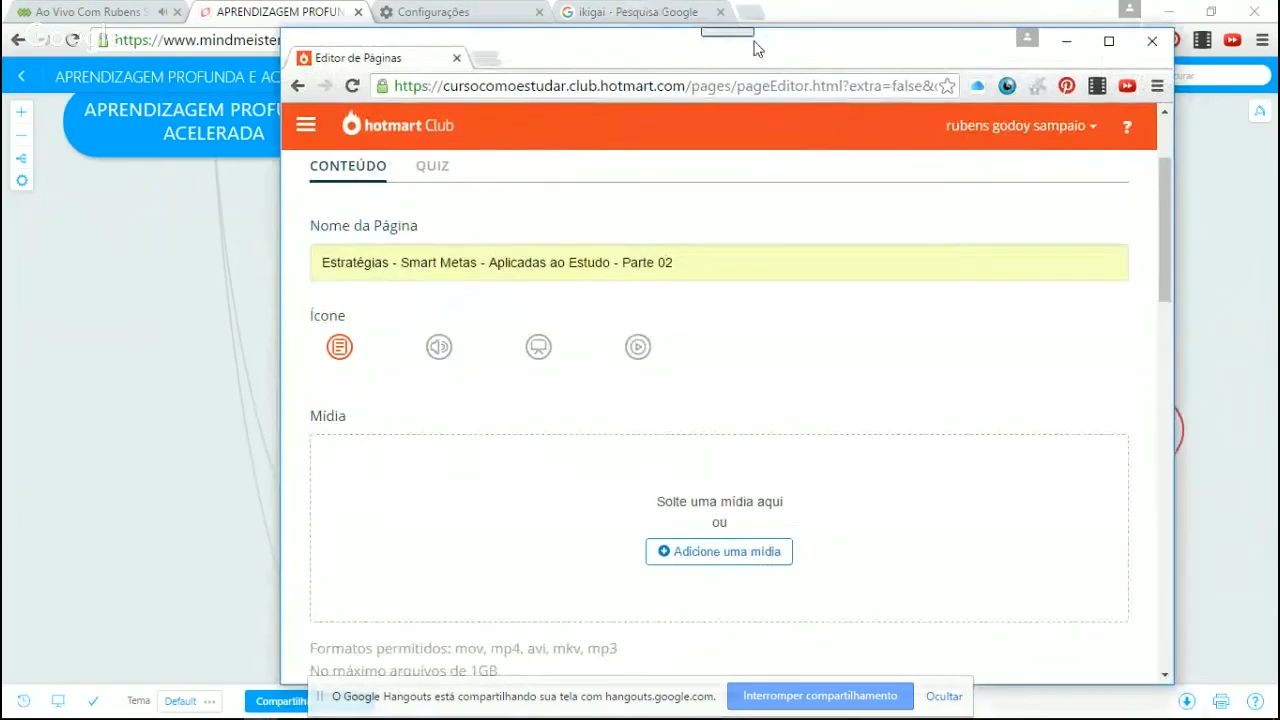 Ao Vivo Com Rubens S
APRENDIZAGEM PROFUN
Configurações
ikigai - Pesquisa Google
https://www.mindmeister
APRENDIZAGEM PROFUNDA E AC
APRENDIZAGEM PROFU
ACELERADA
Editor de Páginas
https://cursocomoestudar.club.hotmart.com/pages/pageEditor.html?extra=false&
hotmart Club
rubens godoy sampaio
?
CONTEÚDO
QUIZ
Nome da Página
Estratégias - Smart Metas - Aplicadas ao Estudo - Parte 02
Ícone
Mídia
Solte uma mídia aqui
ou
Adicione uma mídia
Formatos permitidos: mov, mp4, avi, mkv, mp3
No máximo arquivos de 1GB.
Tema
Default
Compartilh
O Google Hangouts está compartilhando sua tela com hangouts.google.com.
Interromper compartilhamento
Ocultar